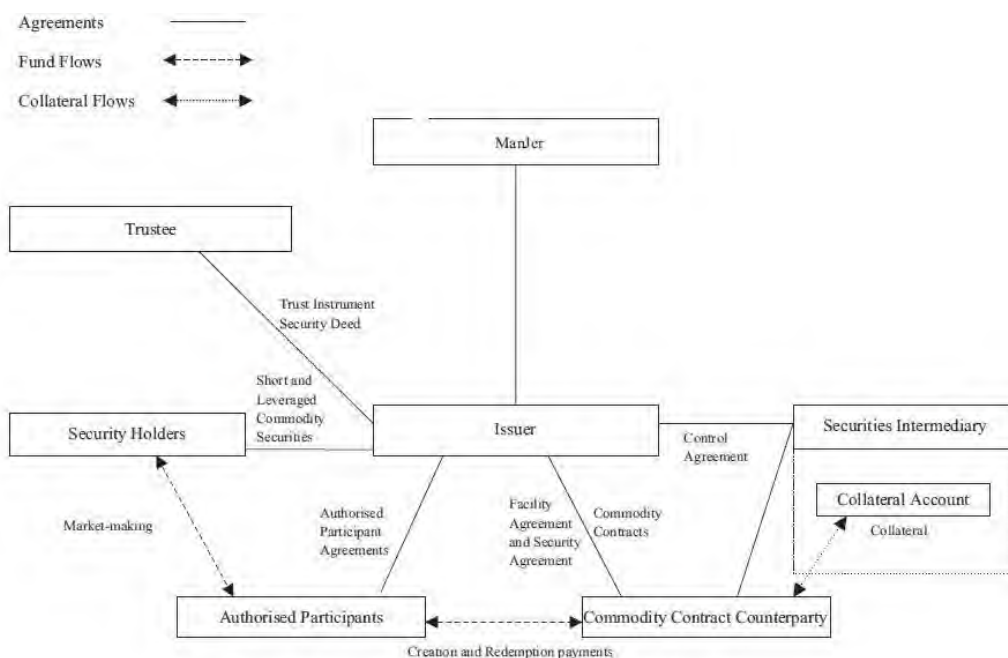 Agreements
Fund Flows
Collateral Flows
ManJer
Trustee
Trust Instrument
Security Deed
Short and
Leveraged
Commodity
Securities
Security Holders
Issuer
Securities Intermediary
Control
Agreement
Collateral Account
Collateral
Market-making
Authorised
Participant
Agreements
Facility
Agreement
and Security
Agreement
Commodity
Contracts
Authorised Participants
Commodity Contract Counterparty
Creation and Redemption payments